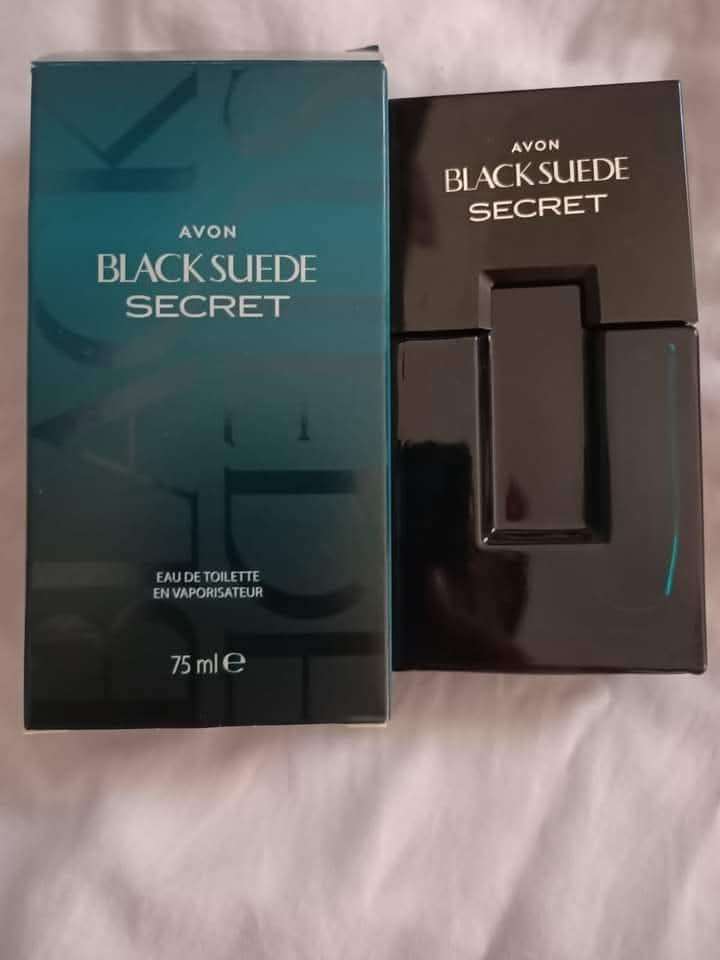 AVON
BLACK SUEDE
SECRET
EAU DE TOILETTE
EN VAPORISATEUR
75 ml e
AVON
BLACK SUEDE
SECRET